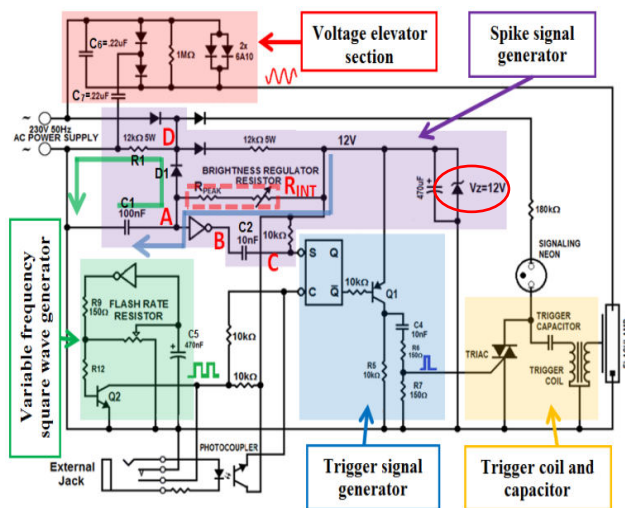 Voltage elevator
section
Spike signal
generator
C6=.22uF
1MΩ
2x
6A10
C7=.22uF
~
230V 50Hz
AC POWER SUPPLY
~
12kΩ 5W
R1
D
D1
12kΩ 5W
12V
BRIGHTNESS REGULATOR
RESISTOR
RPEAK
RINT
470uF
+
VZ=12V
C1
100nF
A
B
C2
10nF
C
10kΩ
180kΩ
SIGNALING
NEON
S
Q
C
Q
10kΩ
Q1
TRIGGER
CAPACITOR
TRIAC
TRIGGER
COIL
Variable frequency
square wave generator
R9
150Ω
FLASH RATE
RESISTOR
C5
470nF
+
R12
Q2
10kΩ
10kΩ
C4
10nF
R5
10kΩ
R6
150Ω
R7
150Ω
External
Jack
PHOTOCOUPLER
Trigger signal
generator
Trigger coil and
capacitor